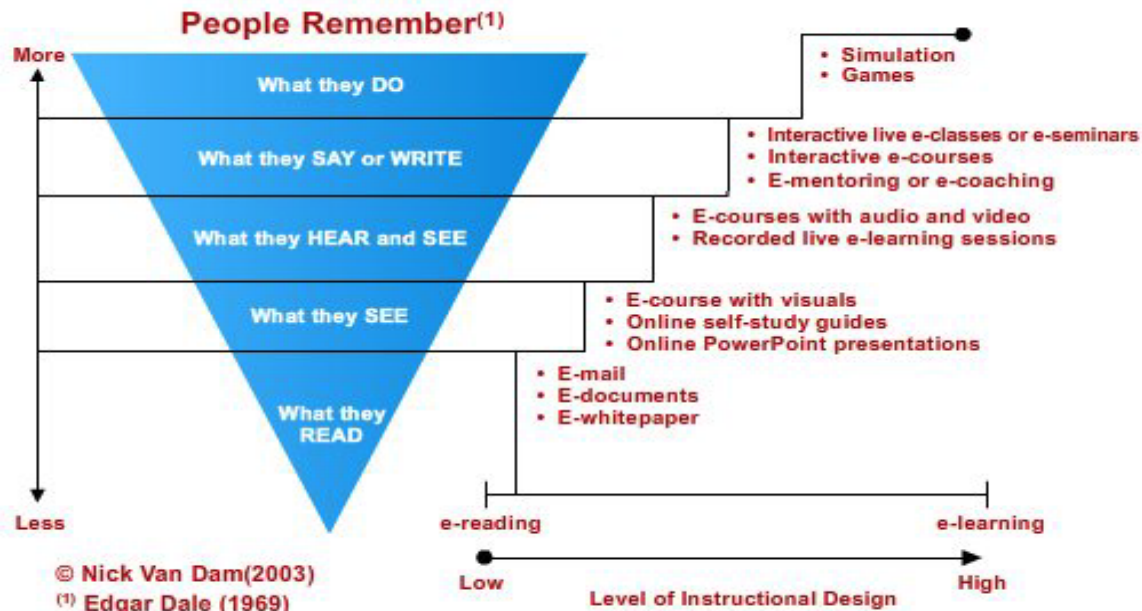 People Remember(1)
More
What they DO
• Simulation
• Games
What they SAY or WRITE
• Interactive live e-classes or e-seminars
• Interactive e-courses
• E-mentoring or e-coaching
What they HEAR and SEE
• E-courses with audio and video
• Recorded live e-learning sessions
What they SEE
• E-course with visuals
• Online self-study guides
• Online PowerPoint presentations
What they
READ
• E-mail
• E-documents
• E-whitepaper
Less
e-reading
e-learning
Low
High
Level of Instructional Design
© Nick Van Dam(2003)
(1) Edgar Dale (1969)